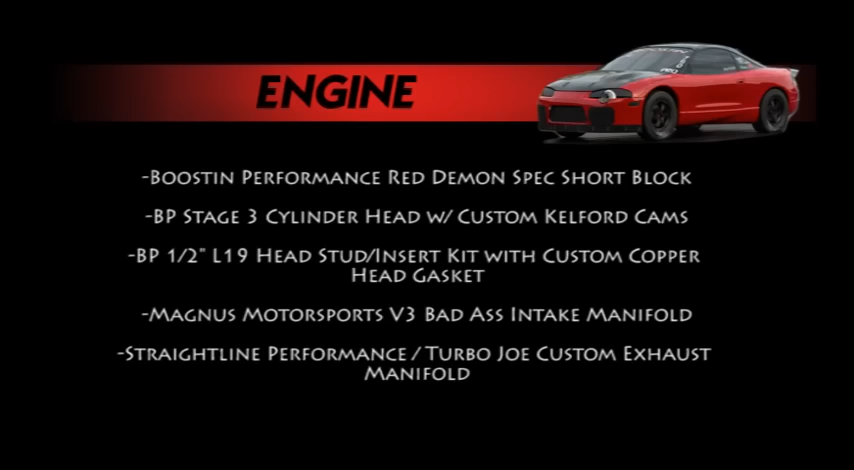 ENGINE
-Boostin Performance Red Demon Spec Short Block
-BP Stage 3 Cylinder Head w/ Custom Kelford Cams
-BP 1/2" L19 Head Stud/Insert Kit with Custom Copper
Head Gasket
-Magnus Motorsports V3 Bad Ass Intake Manifold
-Straightline Performance / Turbo Joe Custom Exhaust
Manifold